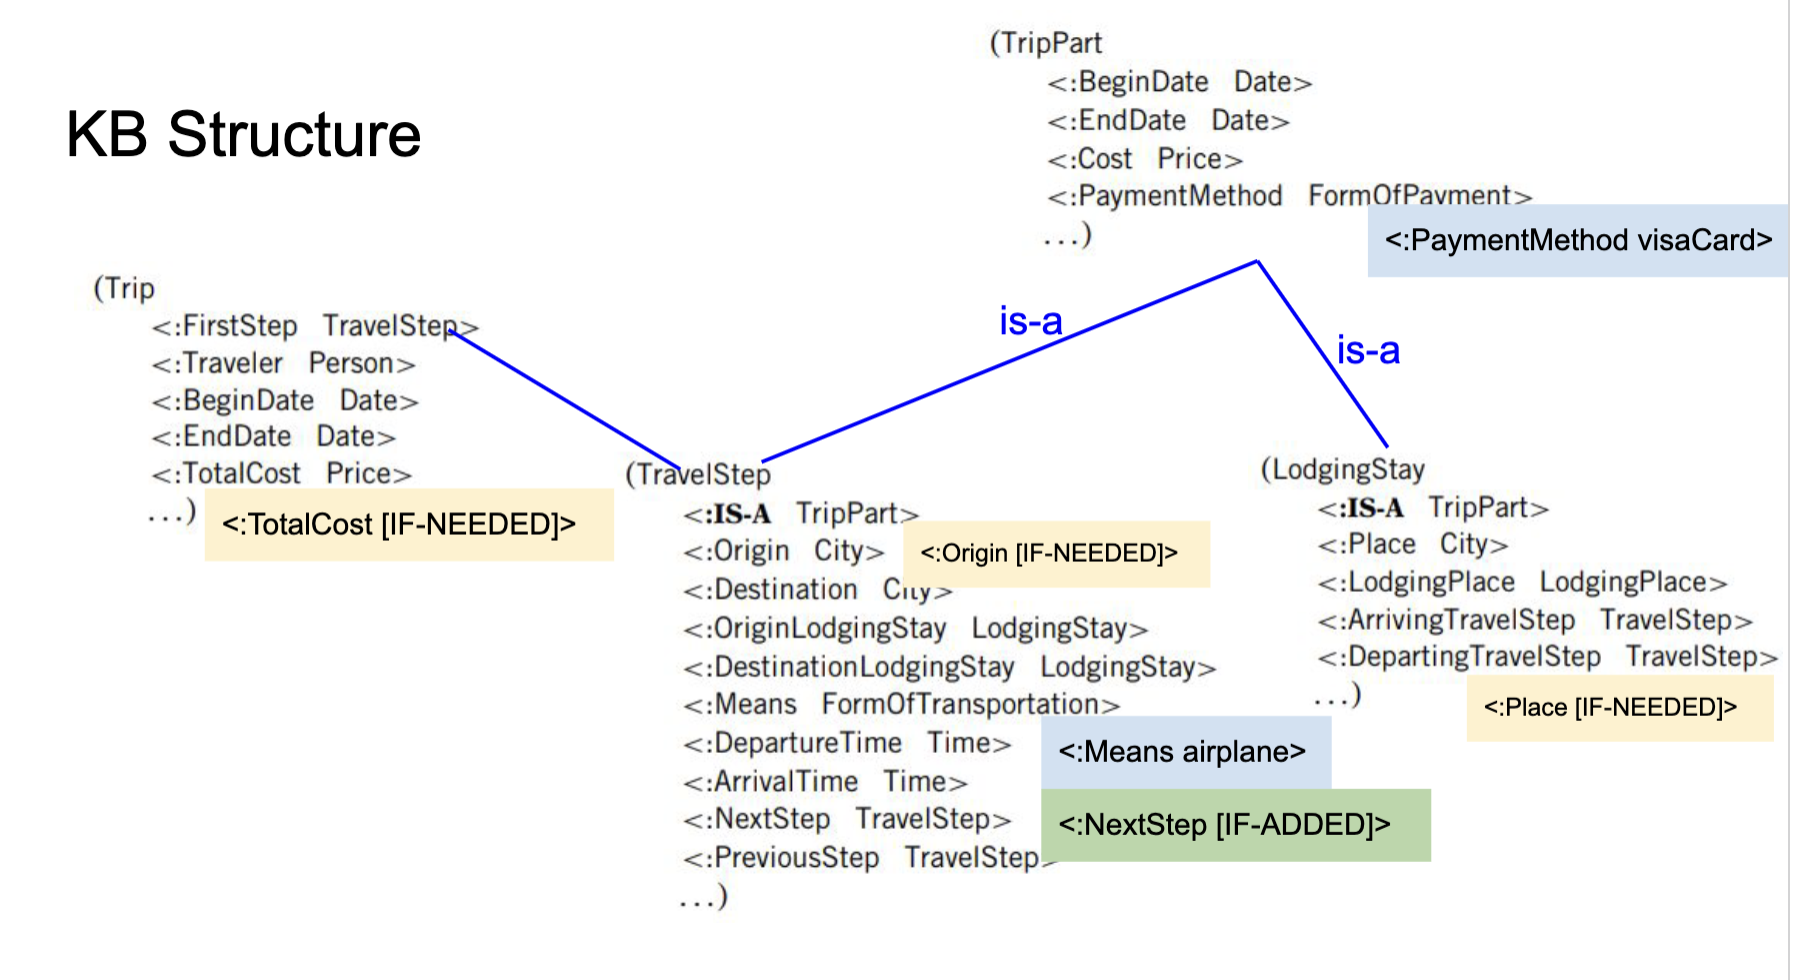 KB Structure
(TripPart
<:BeginDate Date>
<:EndDate Date>
<:Cost Price>
<:PaymentMethod FormOfPayment>
...)
<:PaymentMethod visaCard>
is-a
is-a
(Trip
<:FirstStep TravelStep>
<:Traveler Person>
<:BeginDate Date>
<:EndDate Date>
<:TotalCost Price>
...)
<:TotalCost [IF-NEEDED]>
(TravelStep
<:IS-A TripPart>
<:Origin City>
<:Origin [IF-NEEDED]>
<:Destination City>
<:OriginLodgingStay LodgingStay>
<:DestinationLodgingStay LodgingStay>
<:Means FormOfTransportation>
<:DepartureTime Time>
<:Means airplane>
<:ArrivalTime Time>
<:NextStep TravelStep>
<:NextStep [IF-ADDED]>
<:PreviousStep TravelStep>
...)
(LodgingStay
<:IS-A TripPart>
<:Place City>
<:LodgingPlace LodgingPlace>
<:ArrivingTravelStep TravelStep>
<:DepartingTravelStep TravelStep>
...)
<:Place [IF-NEEDED]>